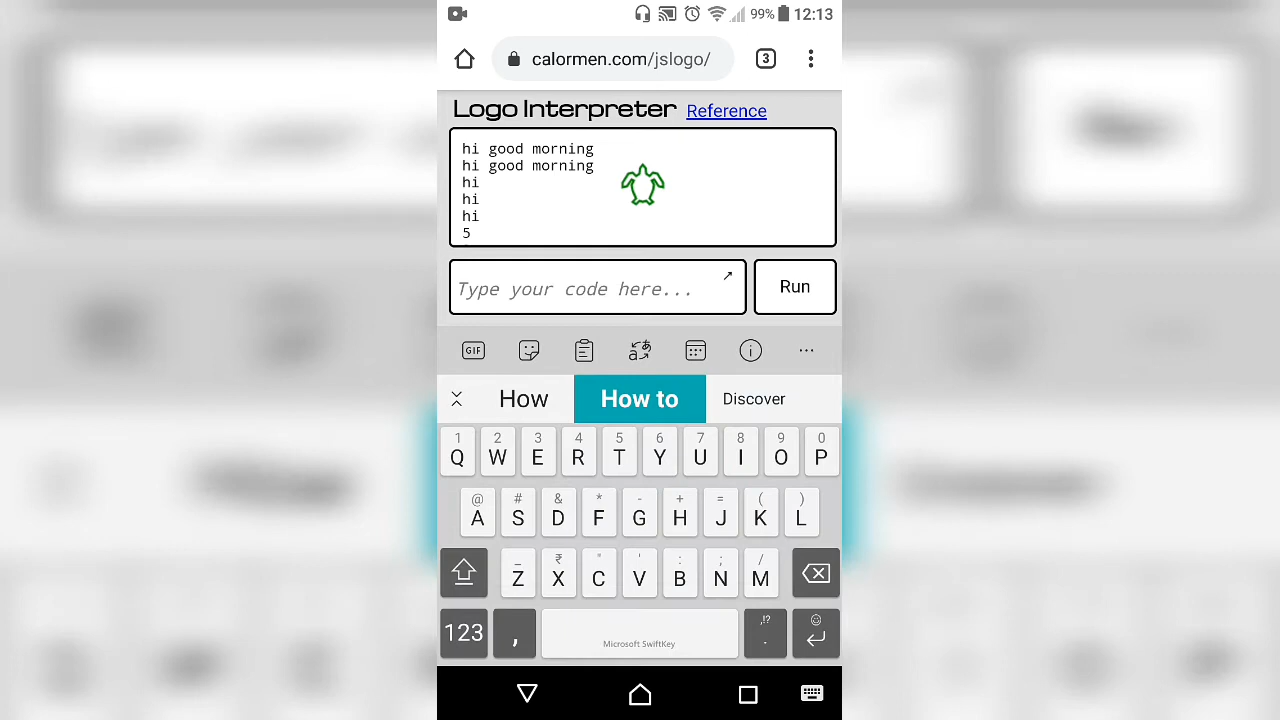 99% 12:13
calormen.com/jslogo/ 3
Logo Interpreter Reference
hi good morning
hi good morning
hi
hi
hi
5
Type your code here... Run
GIF
How How to Discover
1 2 3 4 5 6 7 8 9 0
Q W E R T Y U I O P
@ # & * - + = ( )
A S D F G H J K L
_ ₹ " ' : ; /
Z X C V B N M
,!?
123 , Microsoft SwiftKey .